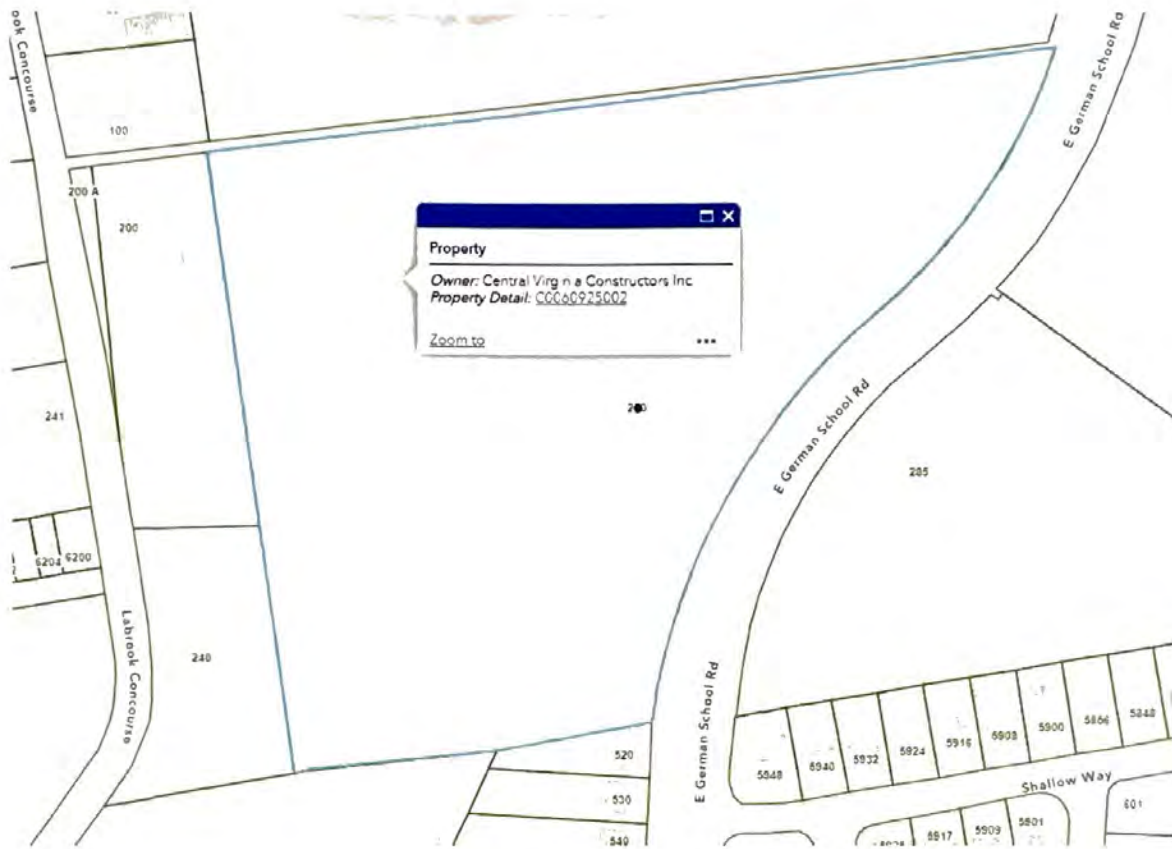 ook Concourse
100
200 A
200
241
6204
6200
240
Labrook Concourse
Property
Owner: Central Virg n a Constructors Inc
Property Detail: C0060925002
Zoom to
•••
E German School Rd
E German School Rd
285
E German School Rd
520
530
540
5948
5940
5932
5924
5916
5908
5900
5848
Shallow Way
601
5917
5909
5901